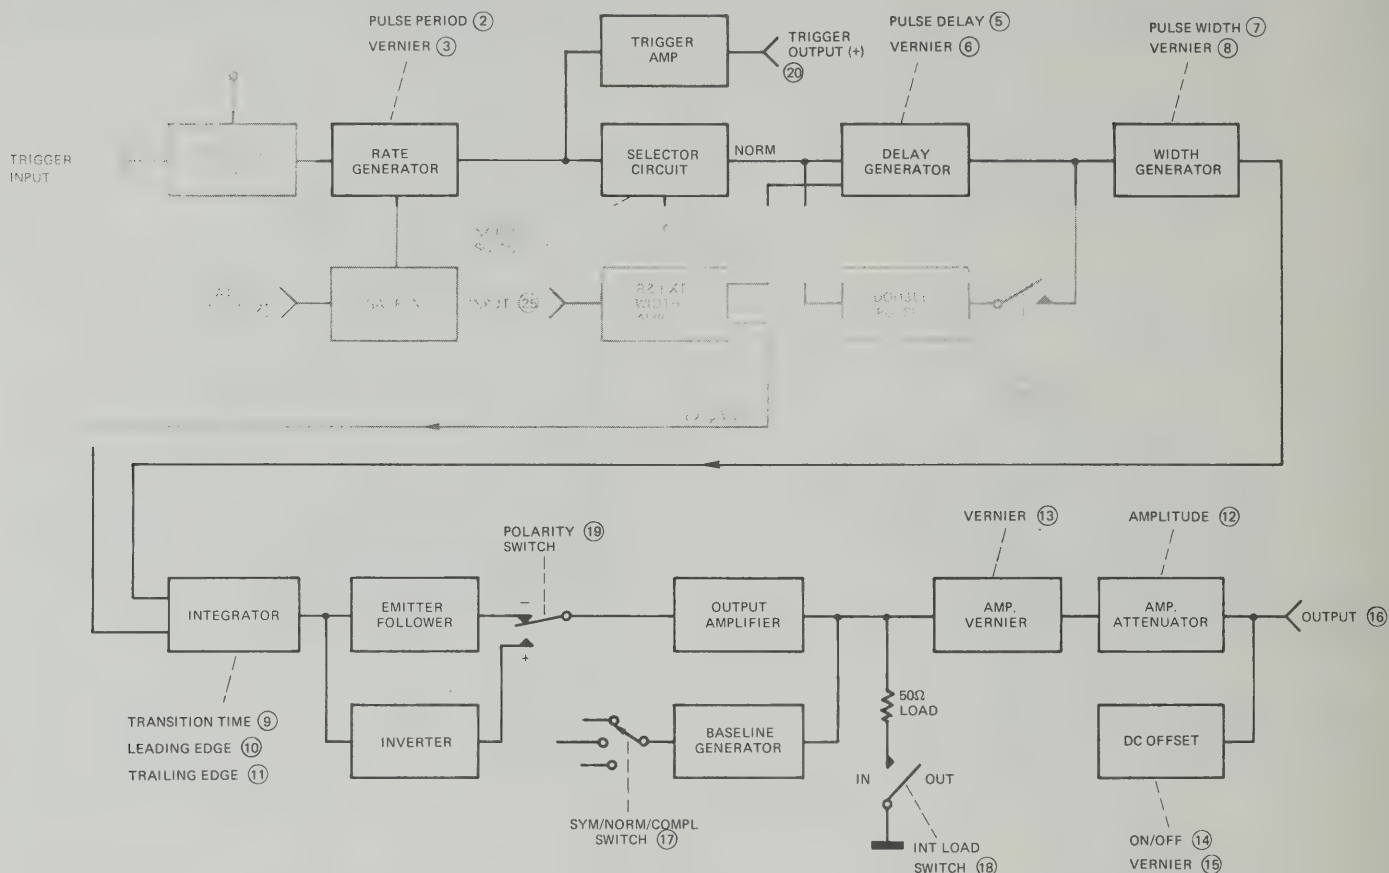 PULSE PERIOD ②
VERNIER ③
TRIGGER
AMP
TRIGGER
OUTPUT (+)
⑳
PULSE DELAY ⑤
VERNIER ⑥
PULSE WIDTH ⑦
VERNIER ⑧
TRIGGER
INPUT
RATE
GENERATOR
SELECTOR
CIRCUIT
NORM
DELAY
GENERATOR
WIDTH
GENERATOR
INPUT ㉕
WIDTH
POLARITY ⑲
SWITCH
VERNIER ⑬
AMPLITUDE ⑫
INTEGRATOR
EMITTER
FOLLOWER
−
+
OUTPUT
AMPLIFIER
AMP.
VERNIER
AMP.
ATTENUATOR
OUTPUT ⑯
TRANSITION TIME ⑨
LEADING EDGE ⑩
TRAILING EDGE ⑪
INVERTER
BASELINE
GENERATOR
50Ω
LOAD
DC OFFSET
IN
OUT
SYM/NORM/COMPL
SWITCH ⑰
INT LOAD
SWITCH ⑱
ON/OFF ⑭
VERNIER ⑮